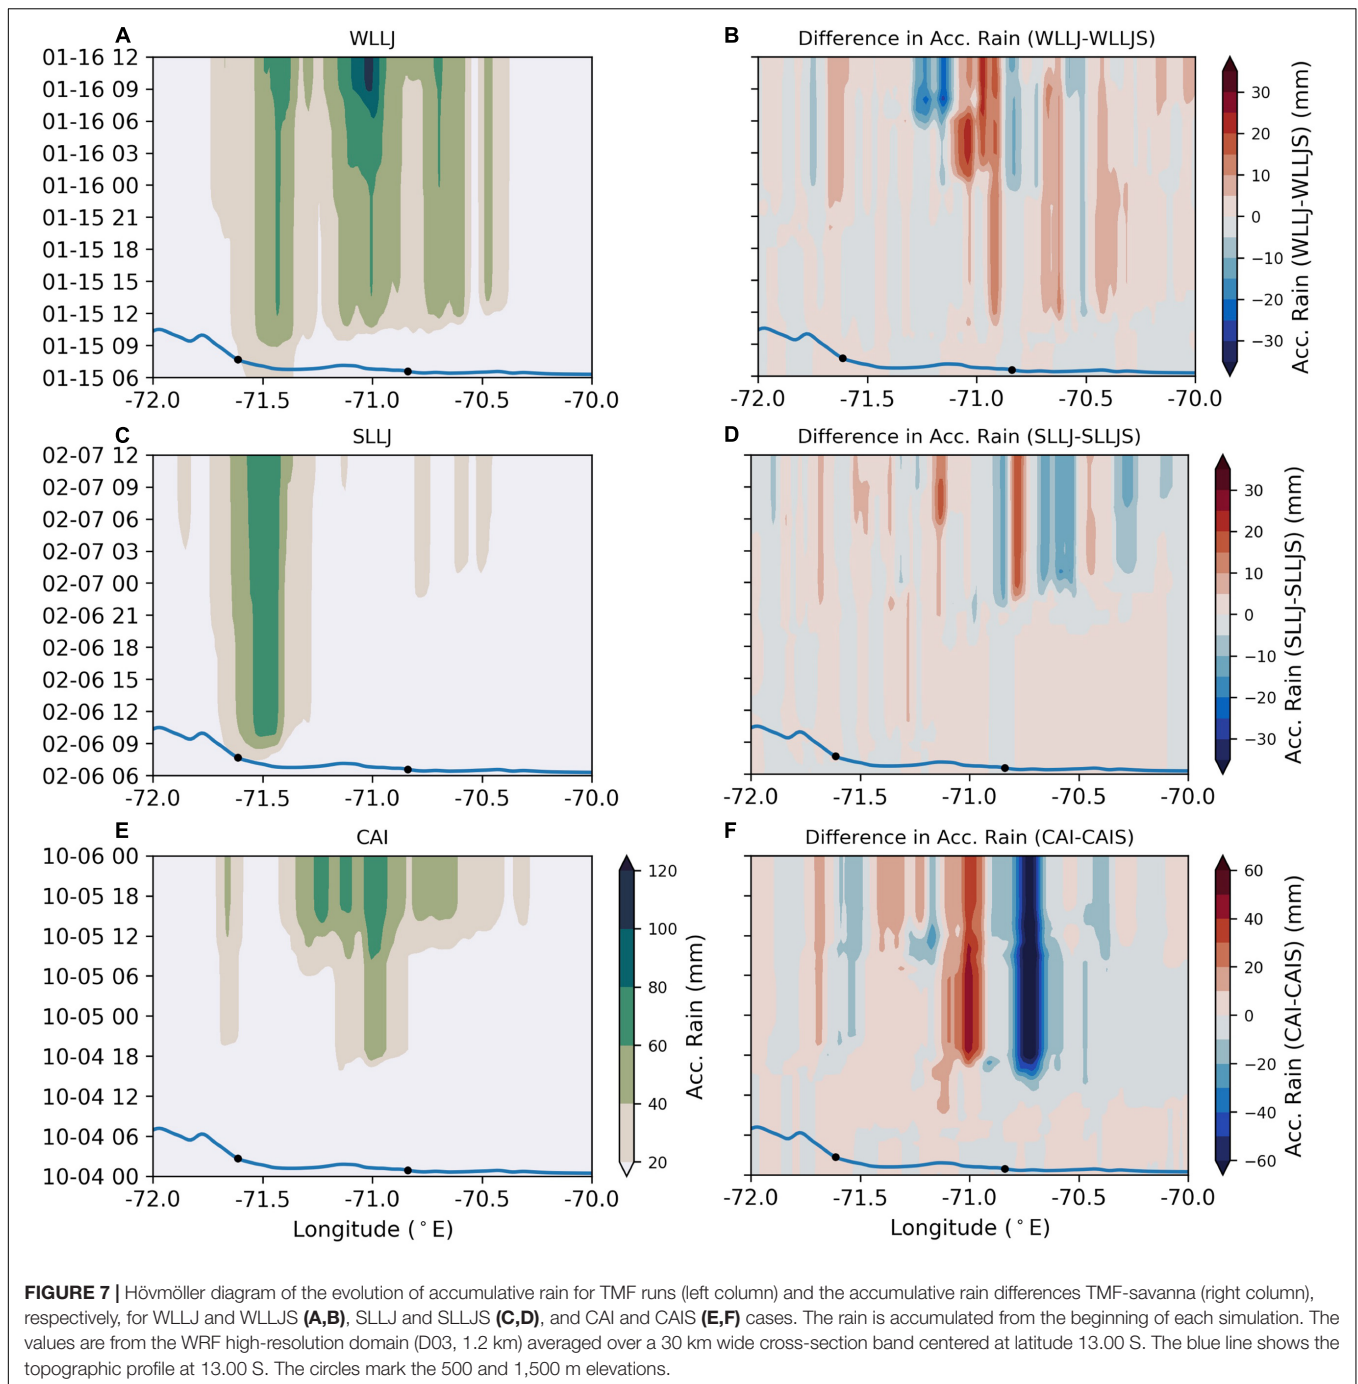 A
WLLJ
01-16 12
01-16 09
01-16 06
01-16 03
01-16 00
01-15 21
01-15 18
01-15 15
01-15 12
01-15 09
01-15 06
-72.0 -71.5 -71.0 -70.5 -70.0
B
Difference in Acc. Rain (WLLJ-WLLJS)
-72.0 -71.5 -71.0 -70.5 -70.0
30
20
10
0
−10
−20
−30
Acc. Rain (WLLJ-WLLJS) (mm)
C
SLLJ
02-07 12
02-07 09
02-07 06
02-07 03
02-07 00
02-06 21
02-06 18
02-06 15
02-06 12
02-06 09
02-06 06
-72.0 -71.5 -71.0 -70.5 -70.0
D
Difference in Acc. Rain (SLLJ-SLLJS)
-72.0 -71.5 -71.0 -70.5 -70.0
30
20
10
0
−10
−20
−30
Acc. Rain (SLLJ-SLLJS) (mm)
E
CAI
10-06 00
10-05 18
10-05 12
10-05 06
10-05 00
10-04 18
10-04 12
10-04 06
10-04 00
-72.0 -71.5 -71.0 -70.5 -70.0
Longitude (°E)
120
100
80
60
40
20
Acc. Rain (mm)
F
Difference in Acc. Rain (CAI-CAIS)
-72.0 -71.5 -71.0 -70.5 -70.0
Longitude (°E)
60
40
20
0
−20
−40
−60
Acc. Rain (CAI-CAIS) (mm)
FIGURE 7 | Hövmöller diagram of the evolution of accumulative rain for TMF runs (left column) and the accumulative rain differences TMF-savanna (right column),
respectively, for WLLJ and WLLJS (A,B), SLLJ and SLLJS (C,D), and CAI and CAIS (E,F) cases. The rain is accumulated from the beginning of each simulation. The
values are from the WRF high-resolution domain (D03, 1.2 km) averaged over a 30 km wide cross-section band centered at latitude 13.00 S. The blue line shows the
topographic profile at 13.00 S. The circles mark the 500 and 1,500 m elevations.